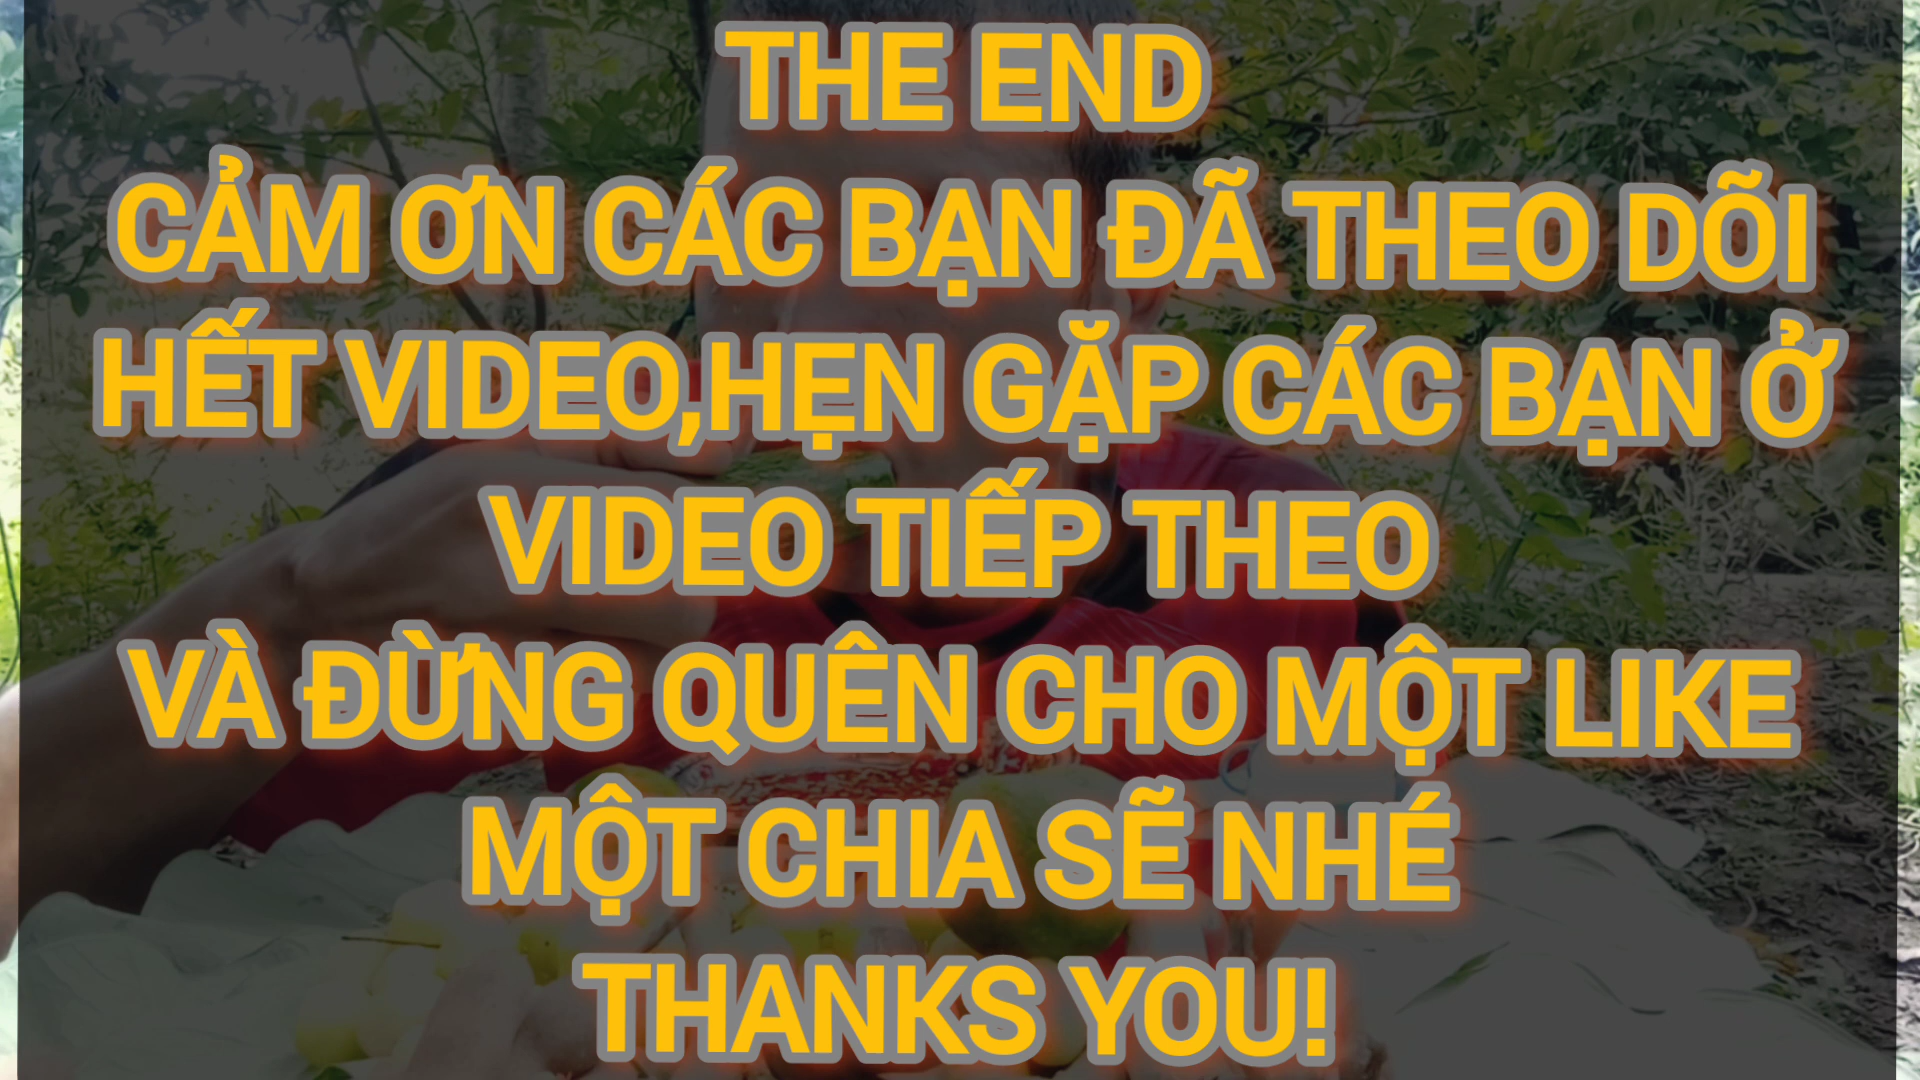 THE END
CẢM ƠN CÁC BẠN ĐÃ THEO DÕI
HẾT VIDEO,HẸN GẶP CÁC BẠN Ở
VIDEO TIẾP THEO
VÀ ĐỪNG QUÊN CHO MỘT LIKE
MỘT CHIA SẼ NHÉ
THANKS YOU!